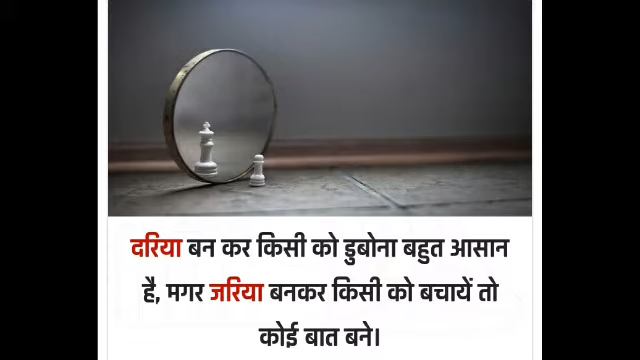 दरिया बन कर किसी को डुबोना बहुत आसान
है, मगर जरिया बनकर किसी को बचायें तो
कोई बात बने।